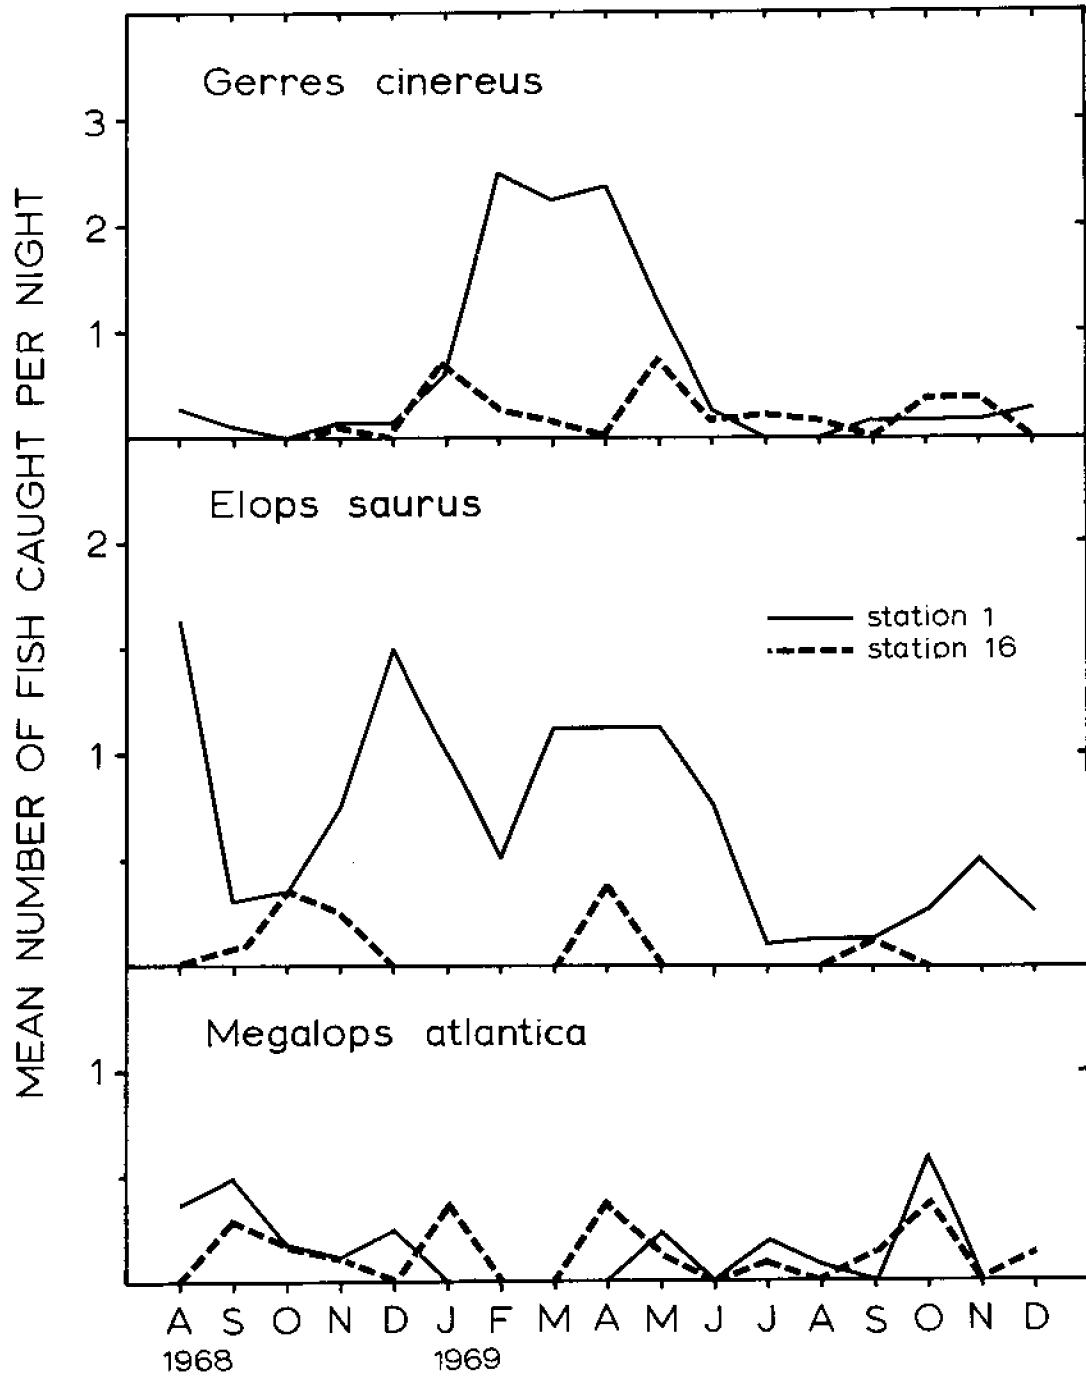 MEAN NUMBER OF FISH CAUGHT PER NIGHT
Gerres cinereus
3
2
1
Elops saurus
2
station 1
station 16
1
Megalops atlantica
1
A S O N D J F M A M J J A S O N D
1968 1969